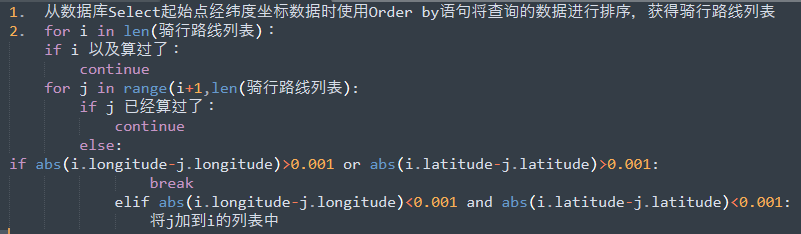 1. 从数据库Select起始点经纬度坐标数据时使用Order by语句将查询的数据进行排序, 获得骑行路线列表
2. for i in len(骑行路线列表):
if i 以及算过了:
continue
for j in range(i+1,len(骑行路线列表):
if j 已经算过了:
continue
else:
if abs(i.longitude-j.longitude)>0.001 or abs(i.latitude-j.latitude)>0.001:
break
elif abs(i.longitude-j.longitude)<0.001 and abs(i.latitude-j.latitude)<0.001:
将j加到i的列表中